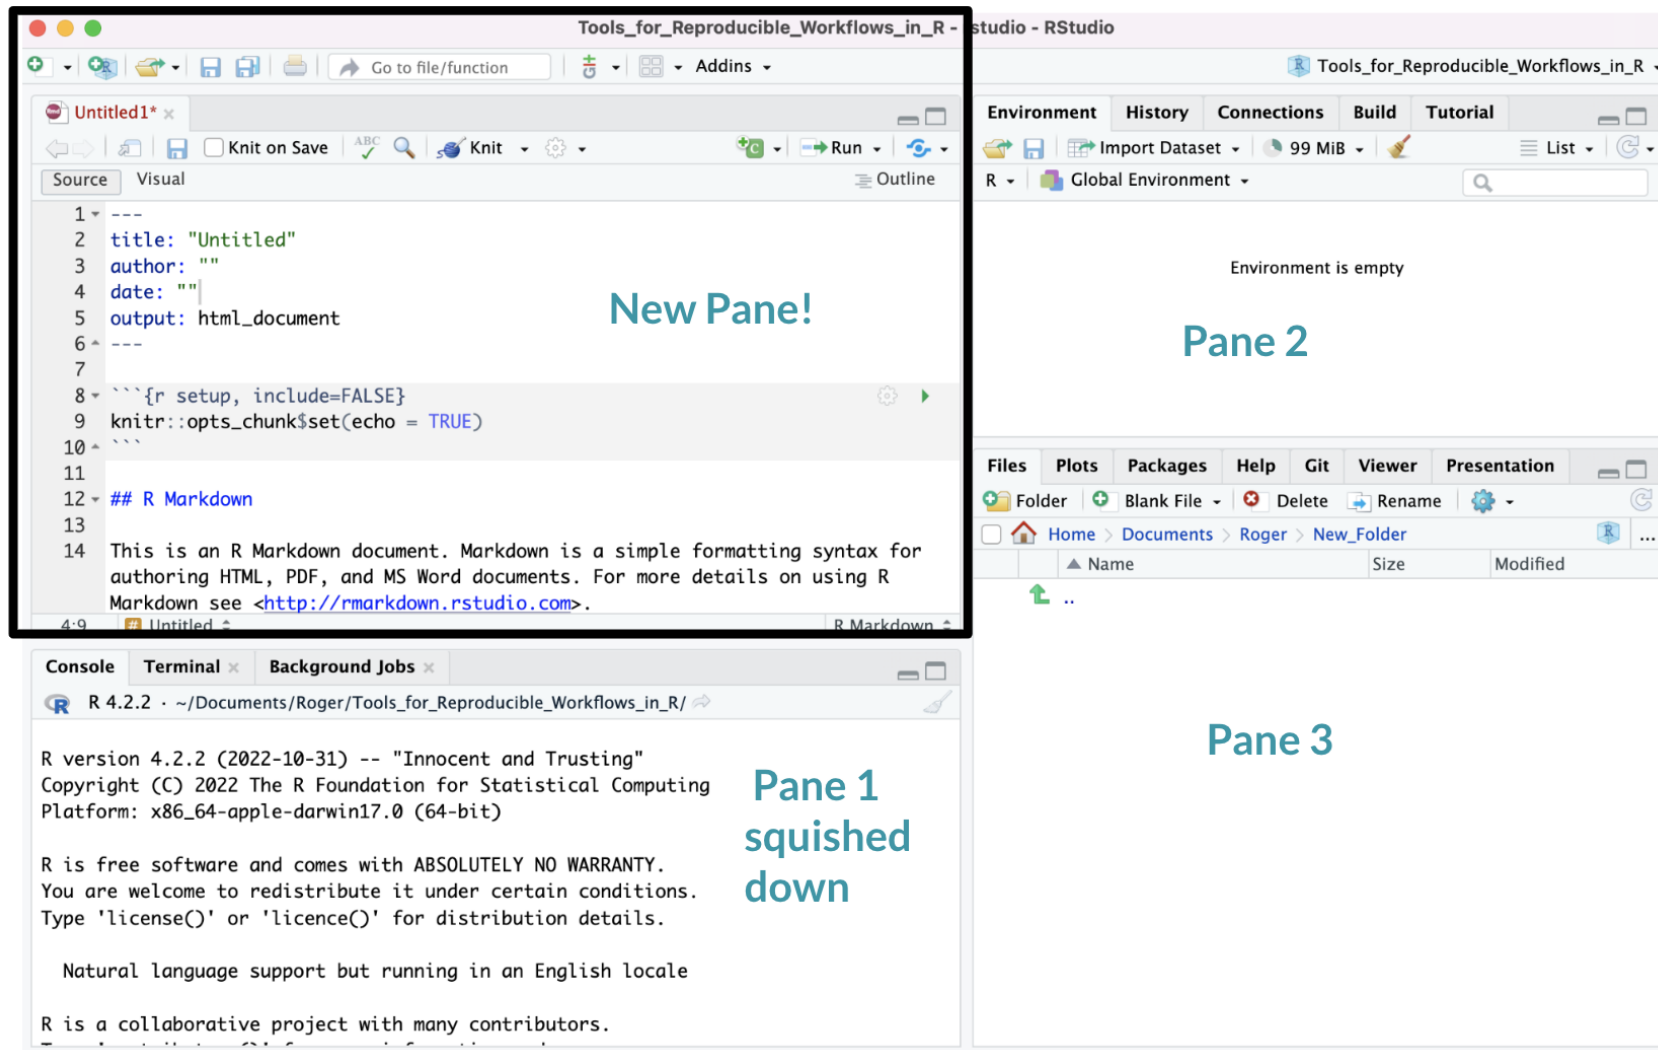 Tools_for_Reproducible_Workflows_in_R - studio - RStudio
Go to file/function
Addins
Tools_for_Reproducible_Workflows_in_R
Untitled1*
Knit on Save
ABC
Knit
Run
Source
Visual
Outline
1 ---
2 title: "Untitled"
3 author: ""
4 date: ""
5 output: html_document
6 ---
7
8 ```{r setup, include=FALSE}
9 knitr::opts_chunk$set(echo = TRUE)
10 ```
11
12 ## R Markdown
13
14 This is an R Markdown document. Markdown is a simple formatting syntax for
authoring HTML, PDF, and MS Word documents. For more details on using R
Markdown see <http://rmarkdown.rstudio.com>.
4:9 # Untitled R Markdown
New Pane!
Environment History Connections Build Tutorial
Import Dataset 99 MiB List
R Global Environment
Environment is empty
Pane 2
Files Plots Packages Help Git Viewer Presentation
Folder Blank File Delete Rename
Home Documents Roger New_Folder R ...
Name Size Modified
..
Pane 3
Console Terminal Background Jobs
R R 4.2.2 · ~/Documents/Roger/Tools_for_Reproducible_Workflows_in_R/
R version 4.2.2 (2022-10-31) -- "Innocent and Trusting"
Copyright (C) 2022 The R Foundation for Statistical Computing
Platform: x86_64-apple-darwin17.0 (64-bit)
R is free software and comes with ABSOLUTELY NO WARRANTY.
You are welcome to redistribute it under certain conditions.
Type 'license()' or 'licence()' for distribution details.
Natural language support but running in an English locale
R is a collaborative project with many contributors.
Pane 1
squished
down